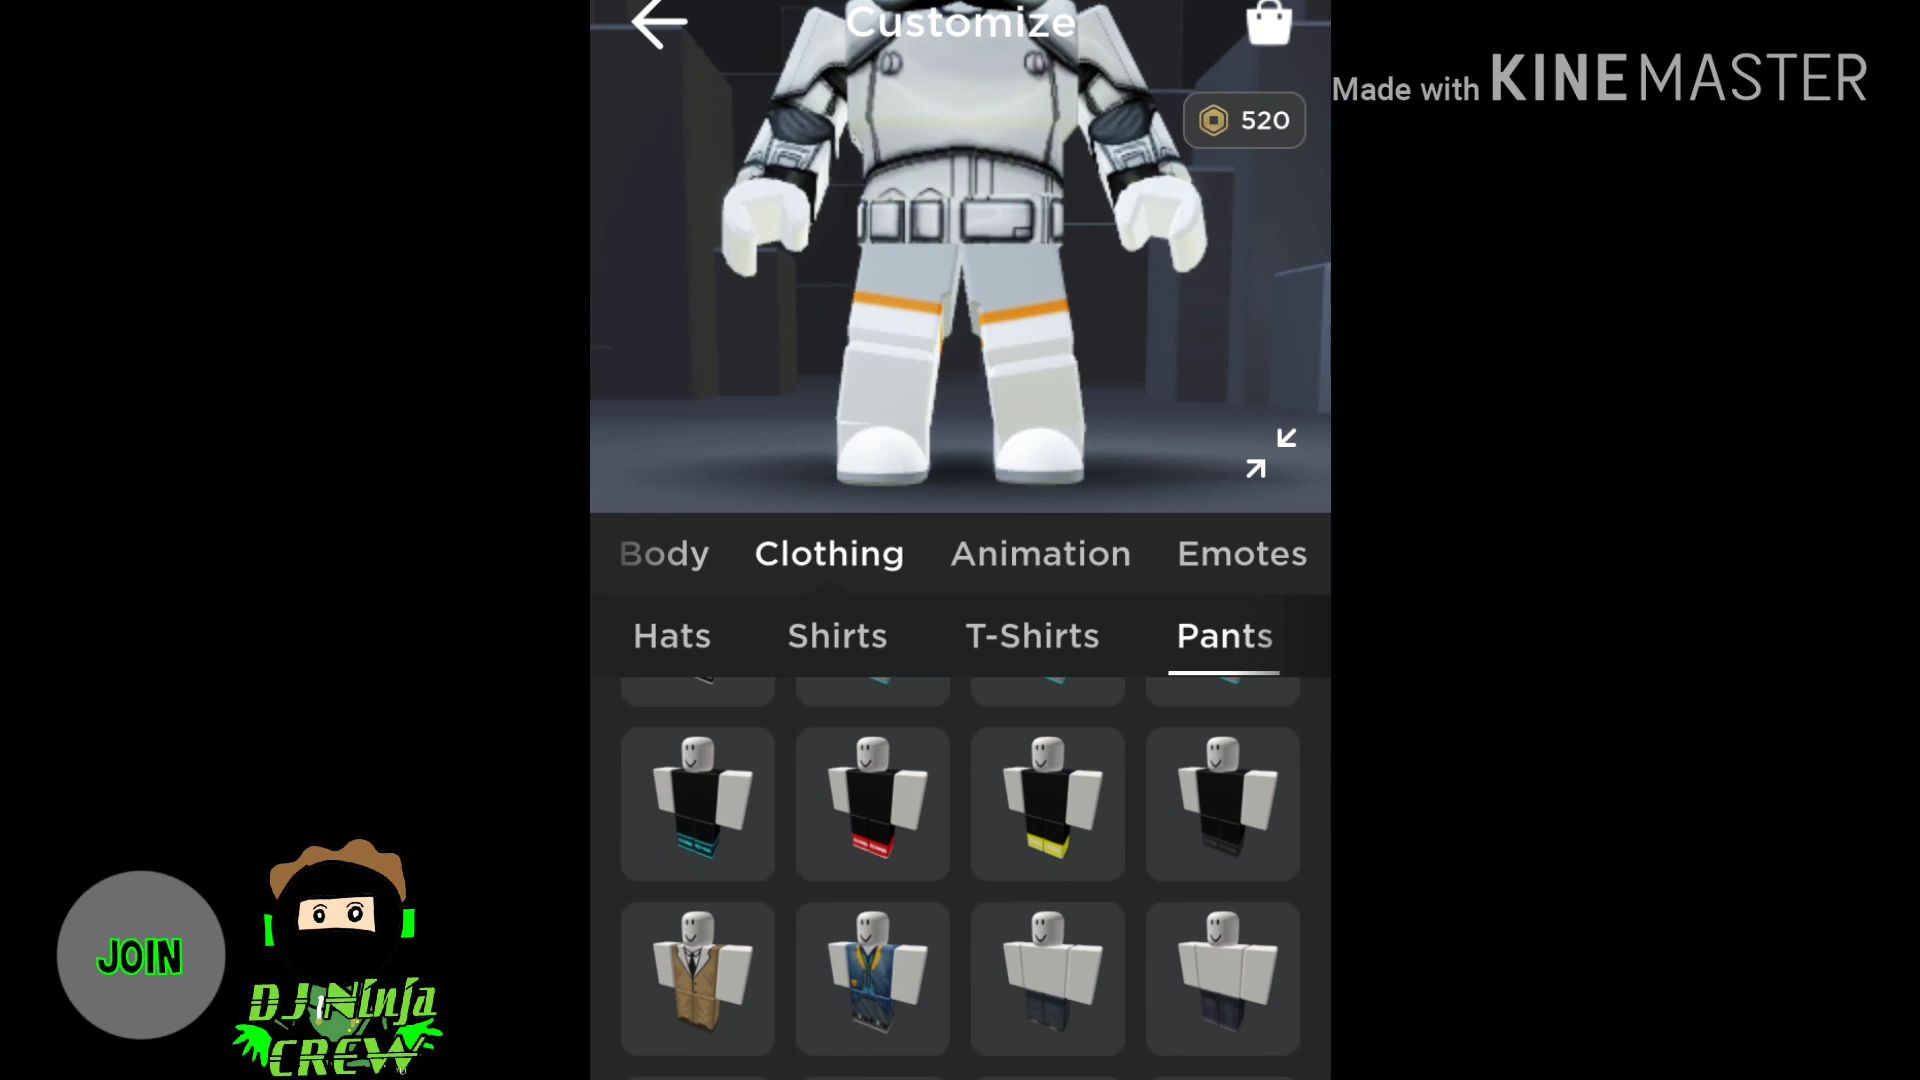 Customize
Made with KINEMASTER
520
Body Clothing Animation Emotes
Hats Shirts T-Shirts Pants
JOIN
DJ Ninja
CREW